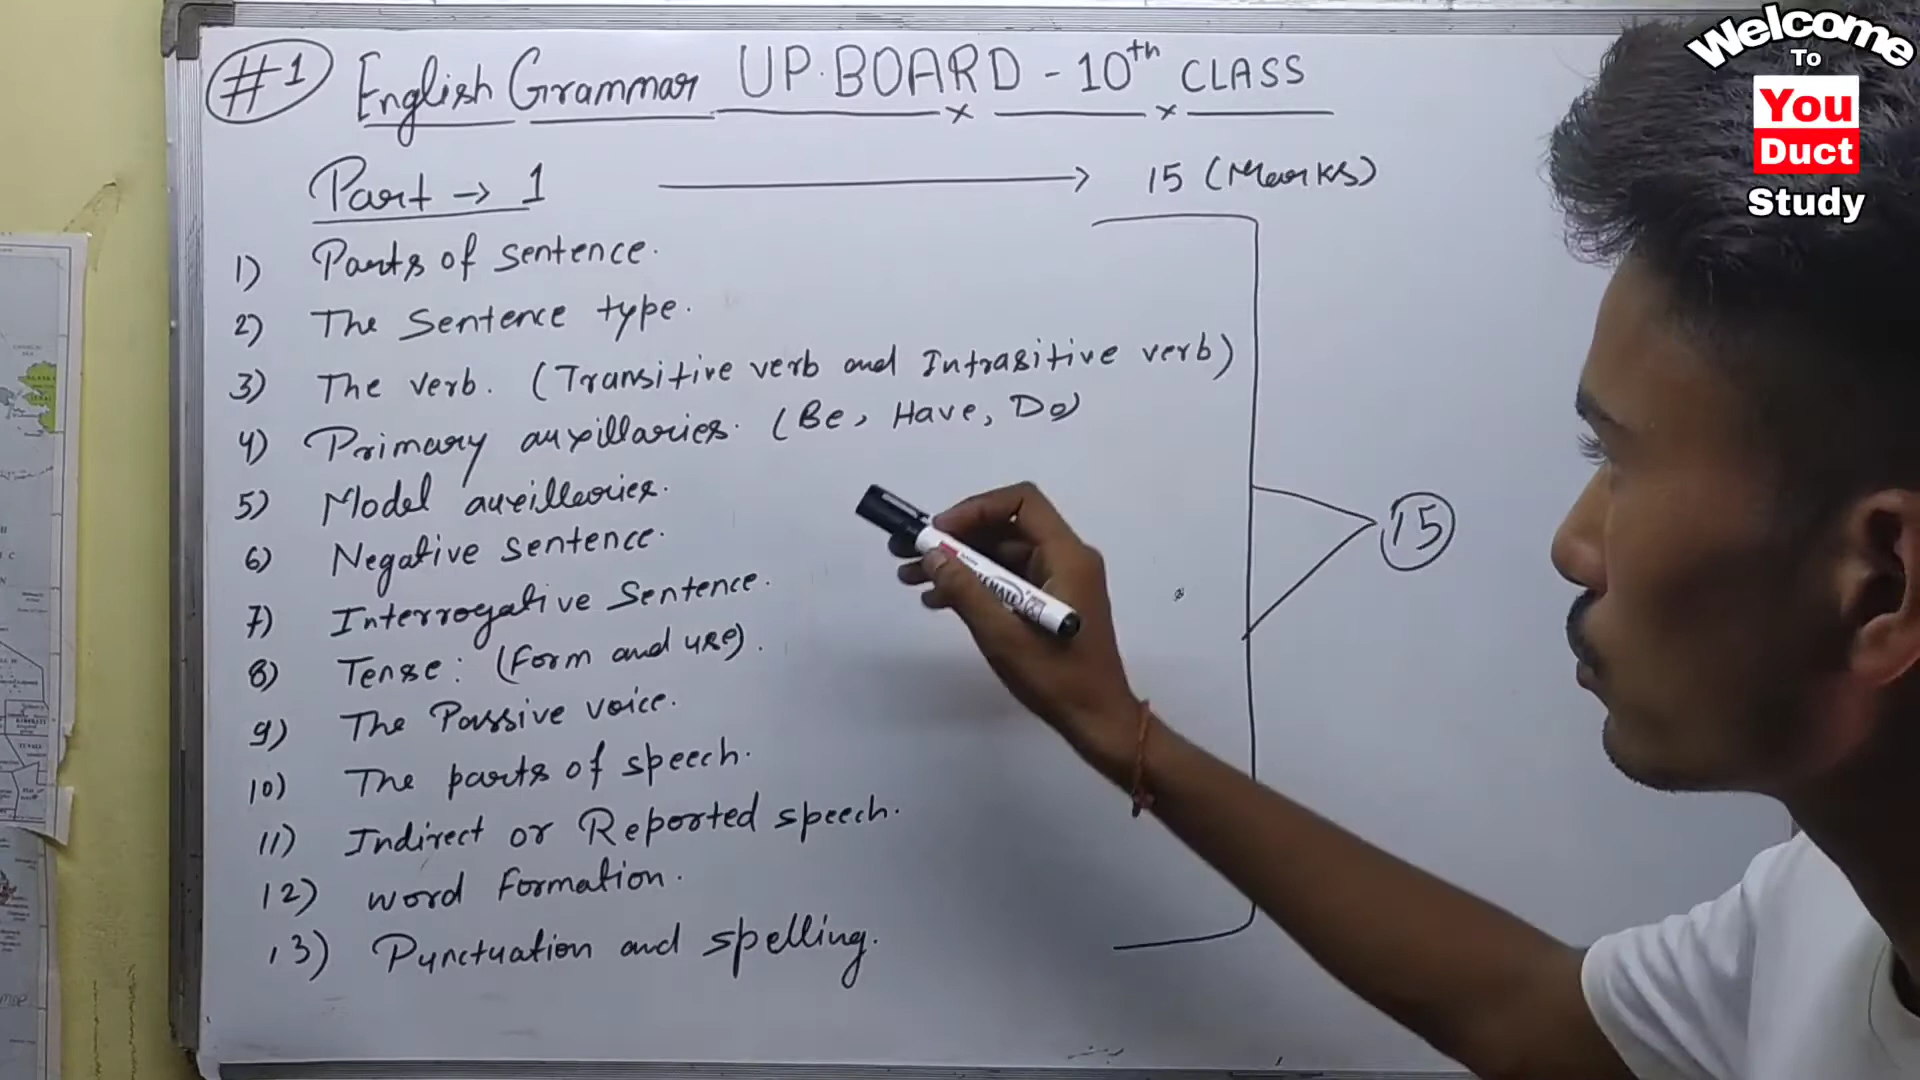 #1 English Grammar UP.BOARD - 10th CLASS
Part → 1 → 15 (Marks)
1) Parts of sentence.
2) The Sentence type.
3) The verb. (Transitive verb and Intrasitive verb)
4) Primary auxillaries. (Be, Have, Do)
5) Model auxillaries.
6) Negative sentence.
7) Interrogative Sentence.
8) Tense: (Form and use).
9) The Passive voice.
10) The parts of speech.
11) Indirect or Reported speech.
12) word formation.
13) Punctuation and spelling.
15
Welcome
To
You
Duct
Study